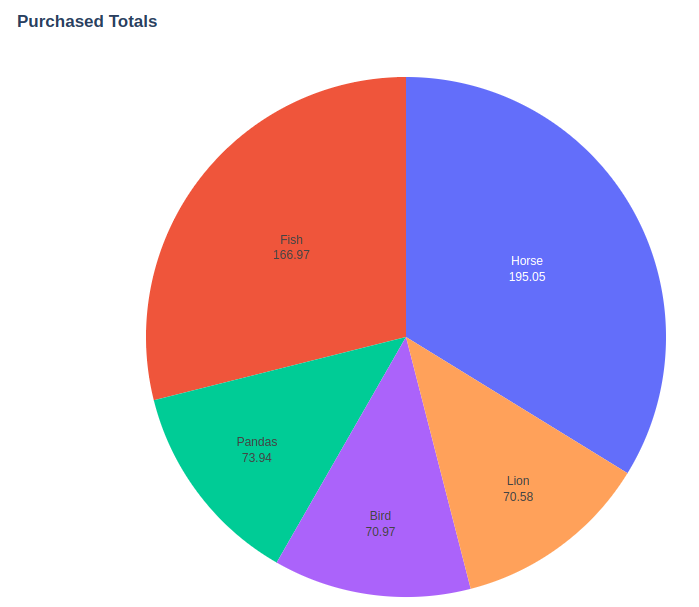 Purchased Totals
Fish
166.97
Horse
195.05
Pandas
73.94
Lion
70.58
Bird
70.97